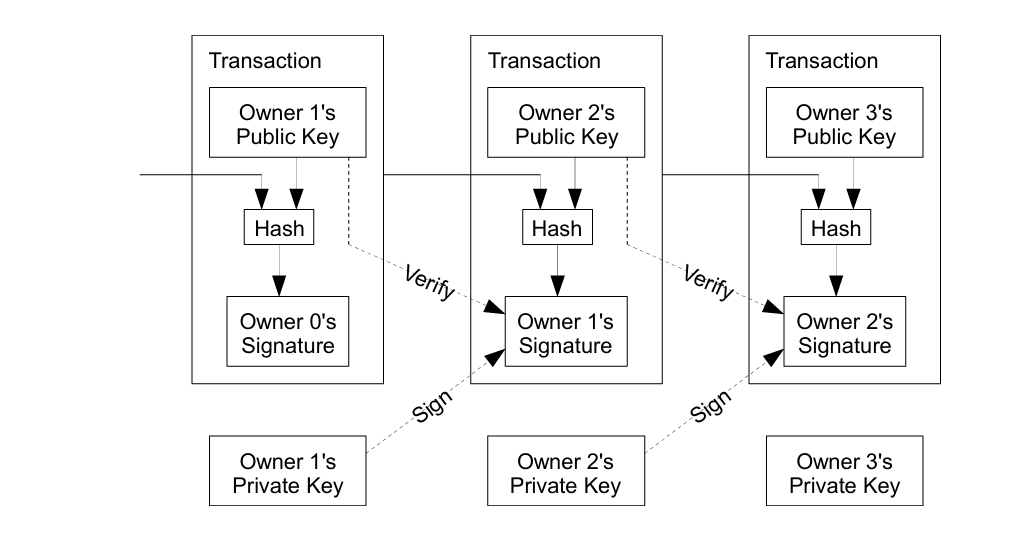 Transaction
Owner 1's
Public Key
Hash
Owner 0's
Signature
Transaction
Owner 2's
Public Key
Hash
Verify
Owner 1's
Signature
Sign
Transaction
Owner 3's
Public Key
Hash
Verify
Owner 2's
Signature
Sign
Owner 1's
Private Key
Owner 2's
Private Key
Owner 3's
Private Key